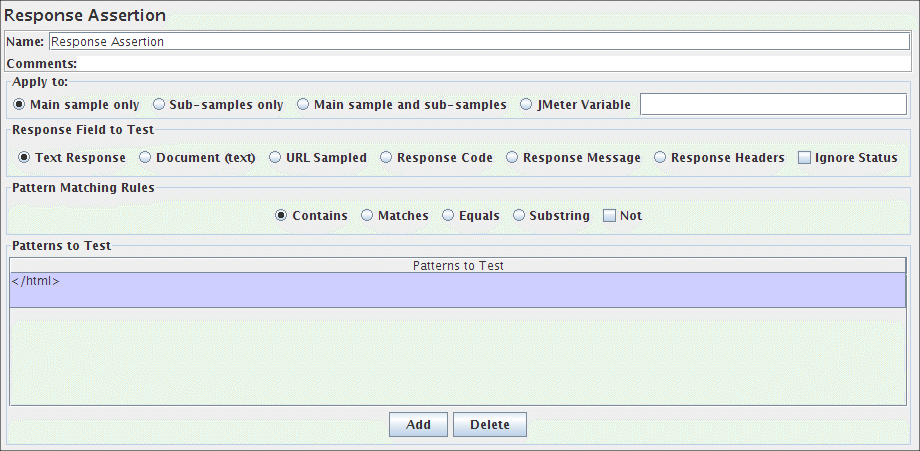 Response Assertion
Name: Response Assertion
Comments:
Apply to:
Main sample only Sub-samples only Main sample and sub-samples JMeter Variable
Response Field to Test
Text Response Document (text) URL Sampled Response Code Response Message Response Headers Ignore Status
Pattern Matching Rules
Contains Matches Equals Substring Not
Patterns to Test
Patterns to Test
</html>
Add Delete